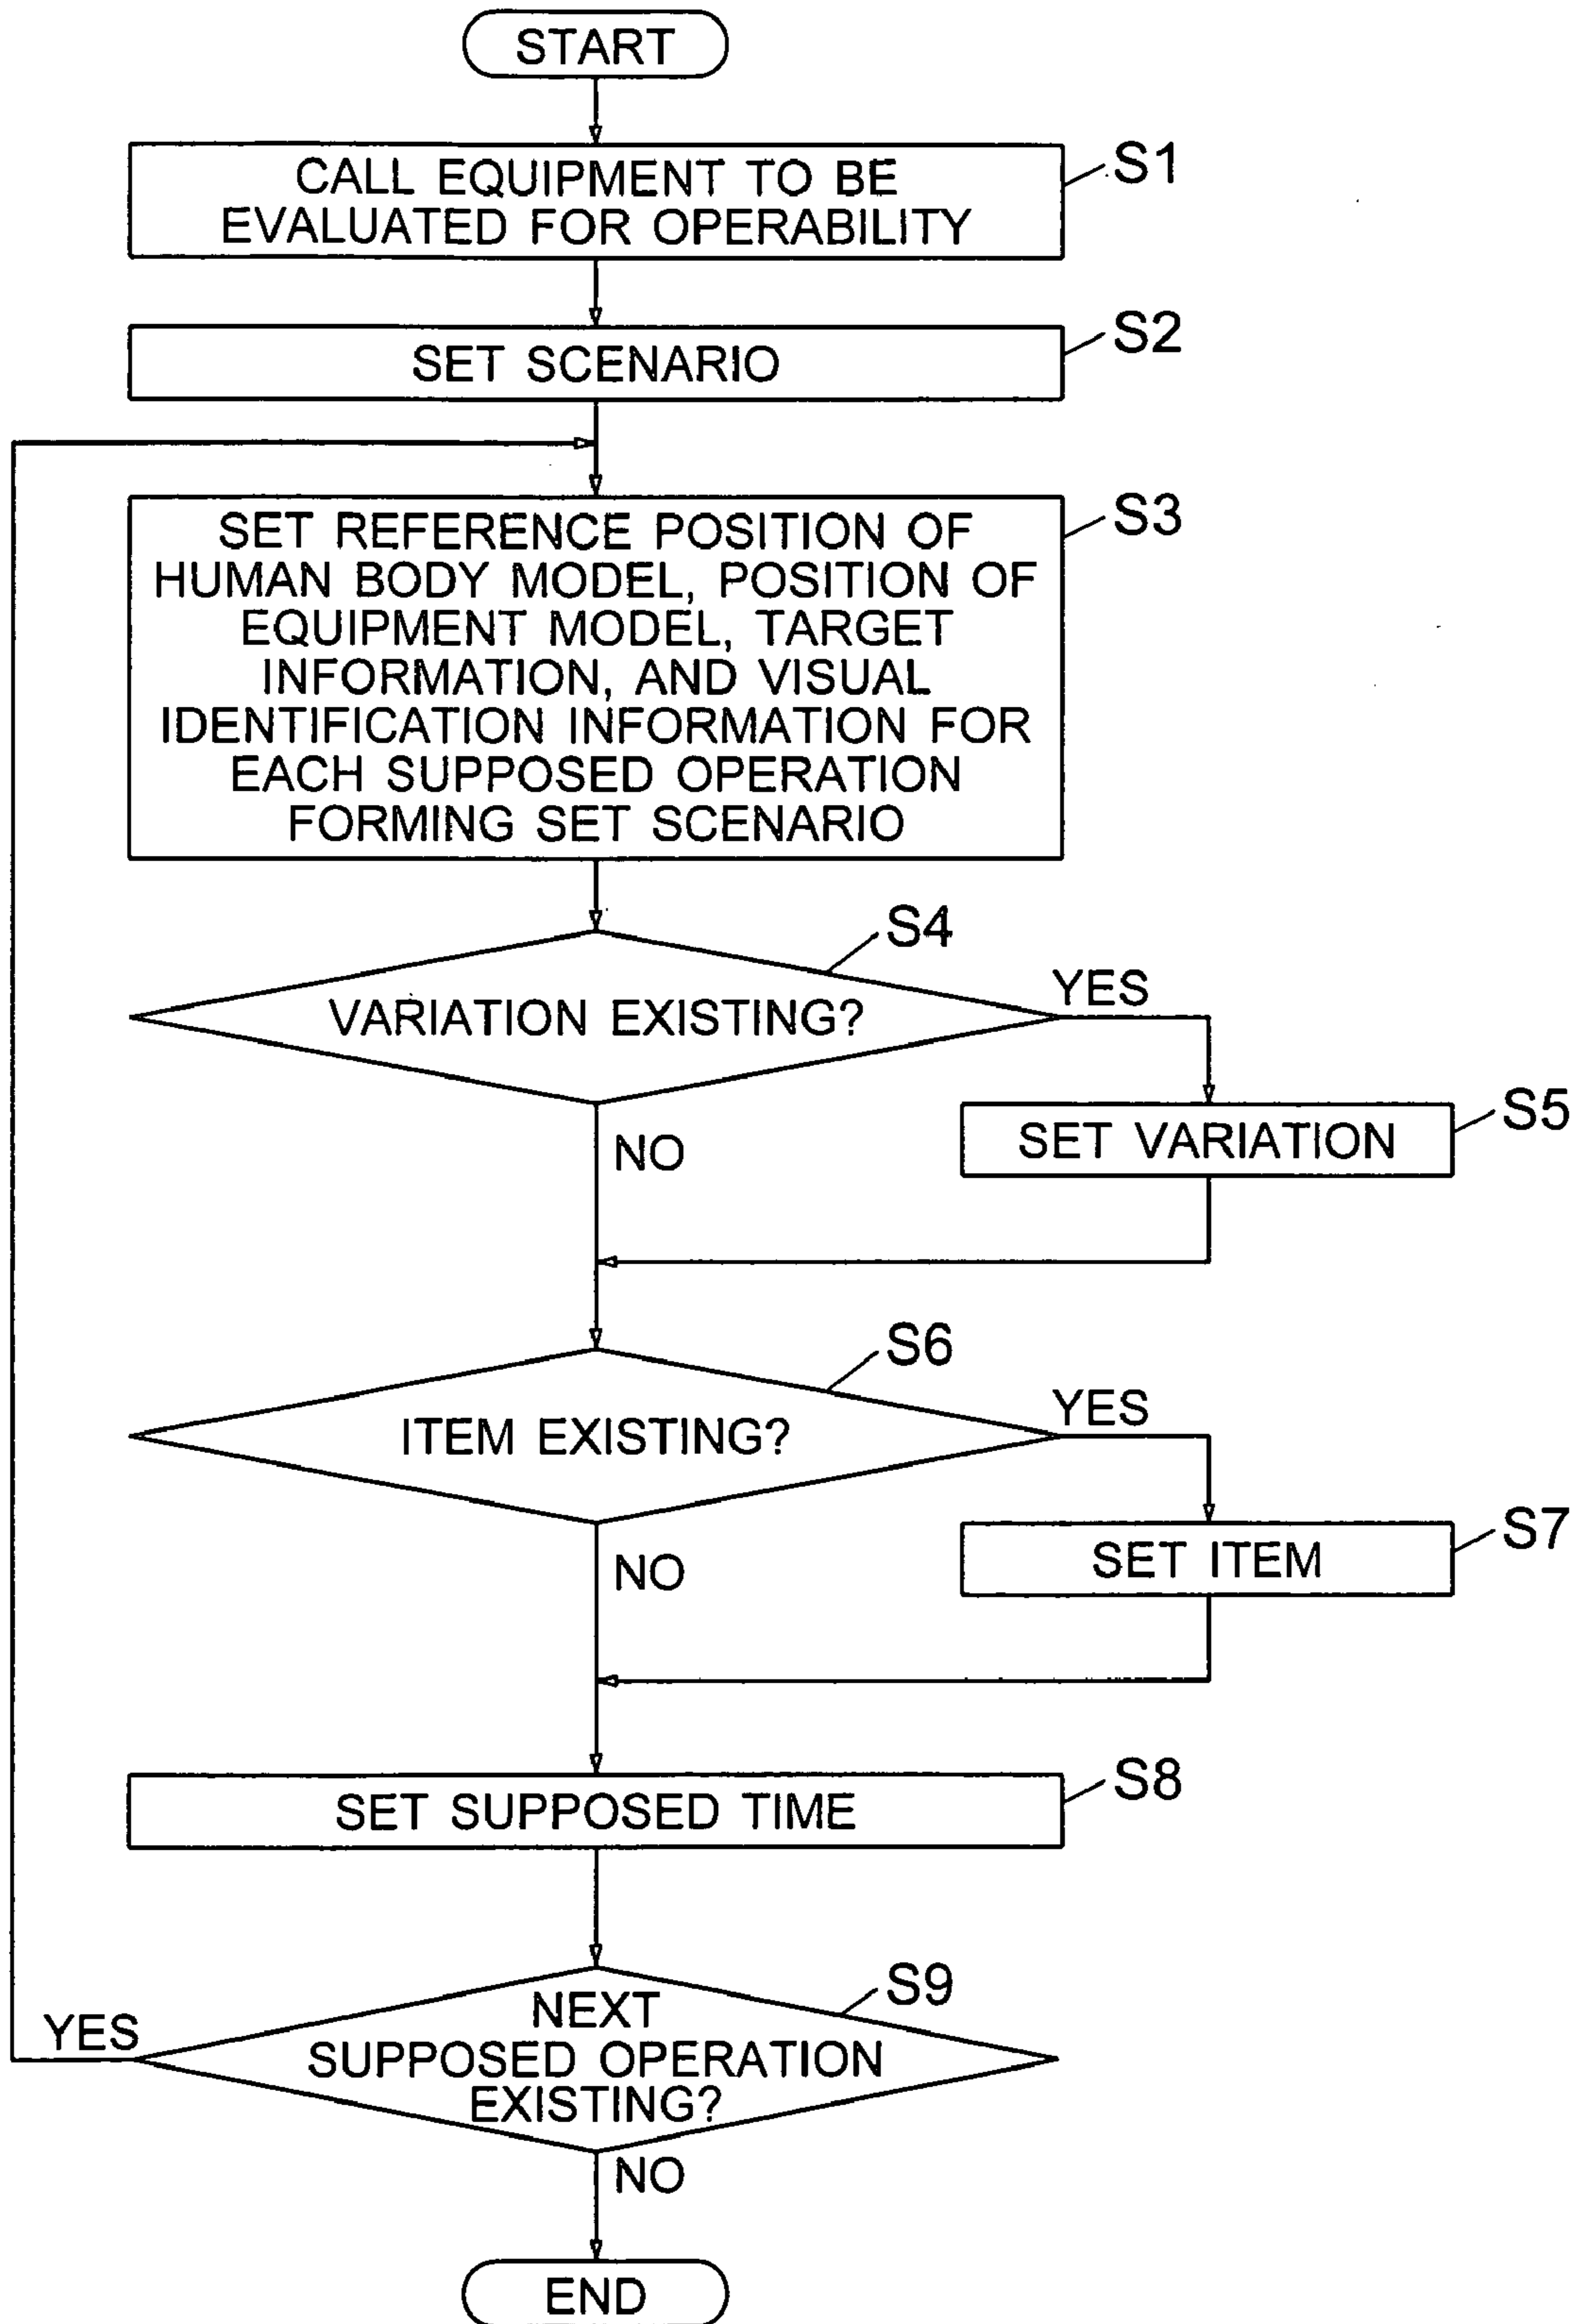 START
CALL EQUIPMENT TO BE
EVALUATED FOR OPERABILITY
S1
SET SCENARIO
S2
SET REFERENCE POSITION OF
HUMAN BODY MODEL, POSITION OF
EQUIPMENT MODEL, TARGET
INFORMATION, AND VISUAL
IDENTIFICATION INFORMATION FOR
EACH SUPPOSED OPERATION
FORMING SET SCENARIO
S3
S4
VARIATION EXISTING?
YES
NO
SET VARIATION
S5
S6
ITEM EXISTING?
YES
NO
SET ITEM
S7
SET SUPPOSED TIME
S8
S9
NEXT
SUPPOSED OPERATION
EXISTING?
YES
NO
END